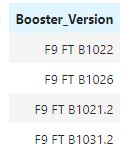 Booster_Version
F9 FT B1022
F9 FT B1026
F9 FT B1021.2
F9 FT B1031.2